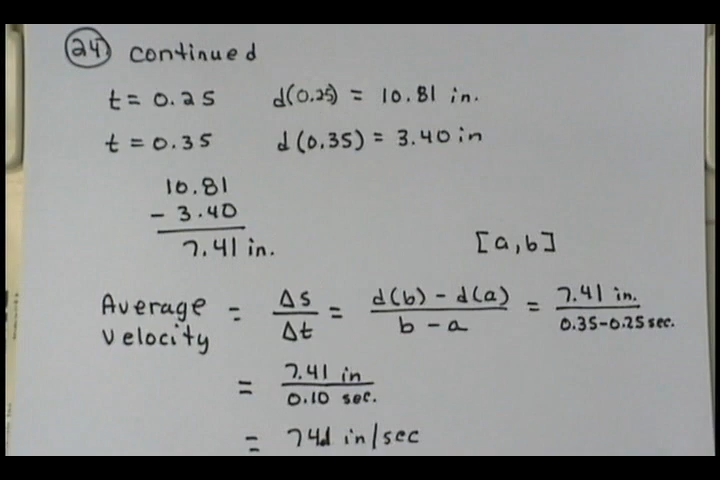 24 continued
t = 0.25 d(0.25) = 10.81 in.
t = 0.35 d(0.35) = 3.40 in
10.81
- 3.40
7.41 in.
[a,b]
Average Velocity = Δs/Δt = d(b) - d(a)/b - a = 7.41 in./0.35-0.25 sec.
= 7.41 in/0.10 sec.
= 74.1 in/sec